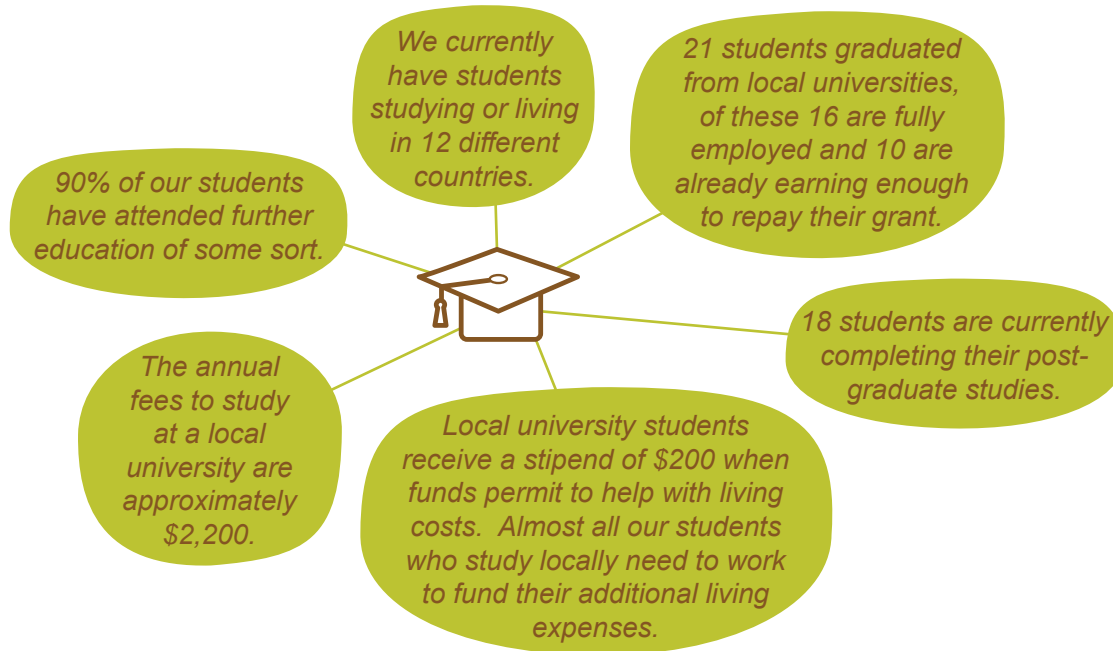 We currently
have students
studying or living
in 12 different
countries.
21 students graduated
from local universities,
of these 16 are fully
employed and 10 are
already earning enough
to repay their grant.
90% of our students
have attended further
education of some sort.
18 students are currently
completing their post-
graduate studies.
The annual
fees to study
at a local
university are
approximately
$2,200.
Local university students
receive a stipend of $200 when
funds permit to help with living
costs.  Almost all our students
who study locally need to work
to fund their additional living
expenses.